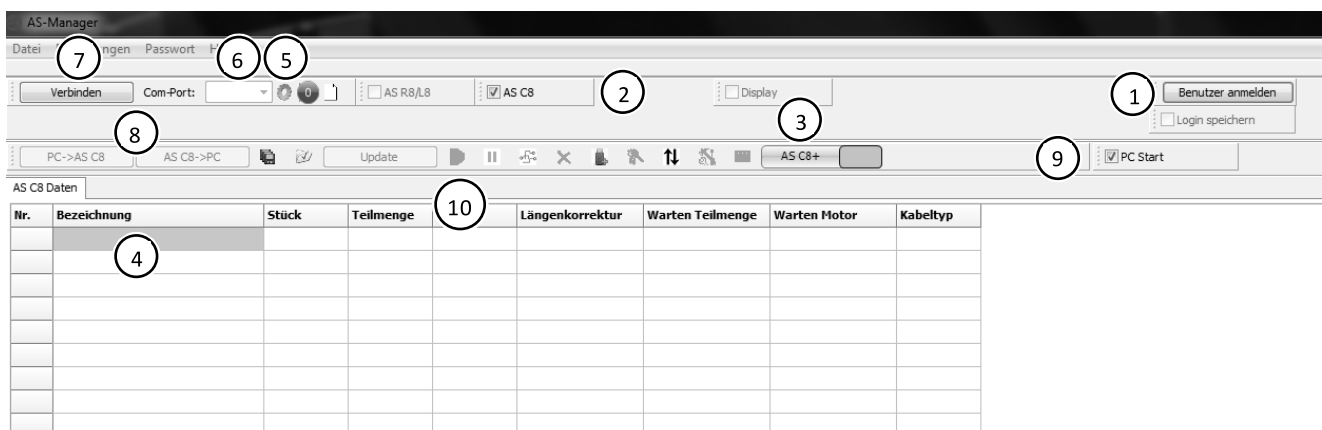 AS-Manager
Datei ngen Passwort H
7 6 5
Verbinden Com-Port: 0 AS R8/L8 AS C8 2 Display 1 Benutzer anmelden
8 3 Login speichern
PC->AS C8 AS C8->PC Update AS C8+ 9 PC Start
AS C8 Daten
Nr. Bezeichnung Stück Teilmenge 10 Längenkorrektur Warten Teilmenge Warten Motor Kabeltyp
4